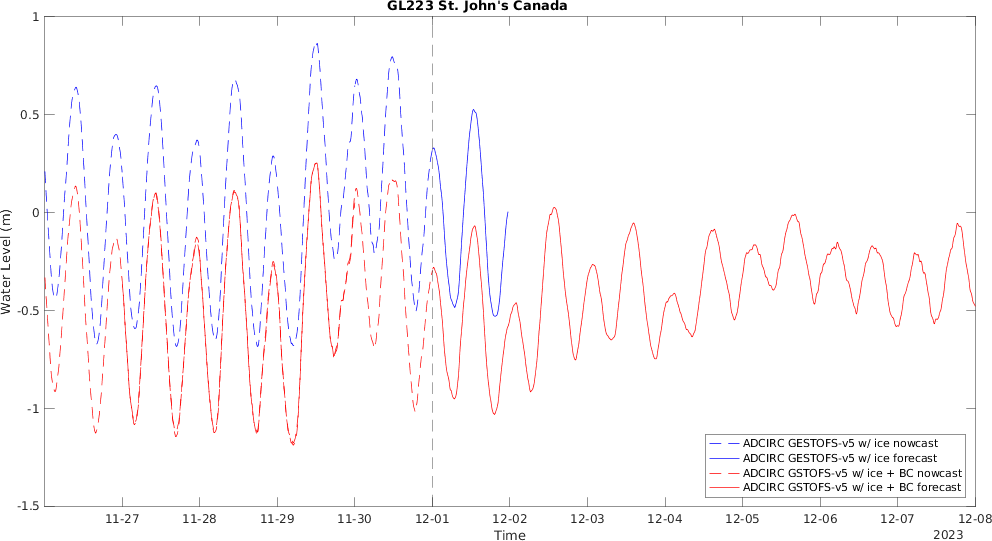 GL223 St. John's Canada
1
0.5
0
-0.5
-1
-1.5
Water Level (m)
ADCIRC GESTOFS-v5 w/ ice nowcast
ADCIRC GESTOFS-v5 w/ ice forecast
ADCIRC GSTOFS-v5 w/ ice + BC nowcast
ADCIRC GSTOFS-v5 w/ ice + BC forecast
11-27 11-28 11-29 11-30 12-01 12-02 12-03 12-04 12-05 12-06 12-07 12-08
Time
2023